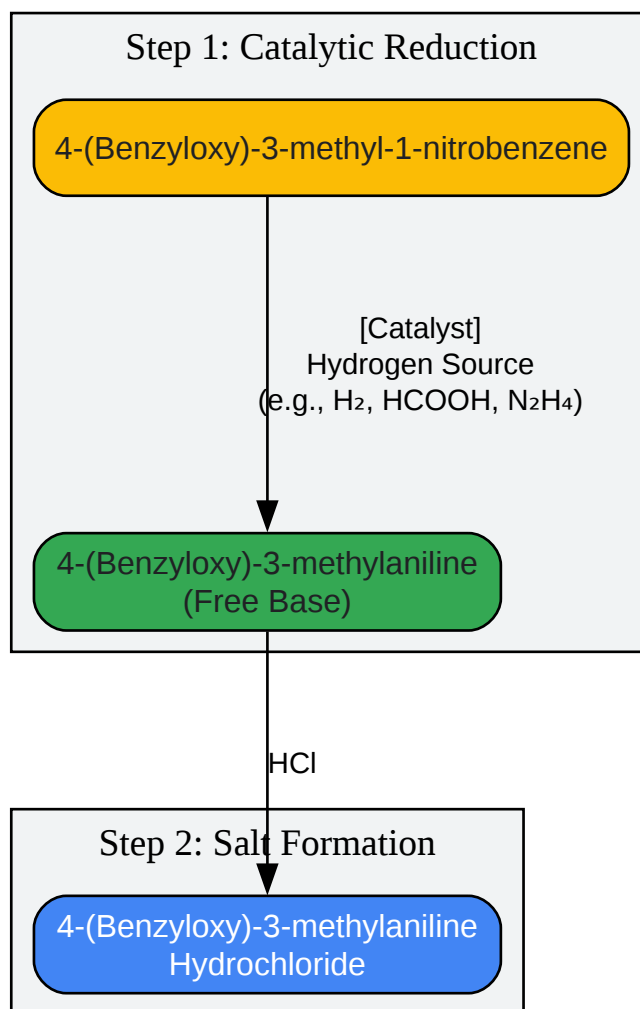 Step 1: Catalytic Reduction
4-(Benzyloxy)-3-methyl-1-nitrobenzene
[Catalyst]
Hydrogen Source
(e.g., H₂, HCOOH, N₂H₄)
4-(Benzyloxy)-3-methylaniline
(Free Base)
HCl
Step 2: Salt Formation
4-(Benzyloxy)-3-methylaniline
Hydrochloride